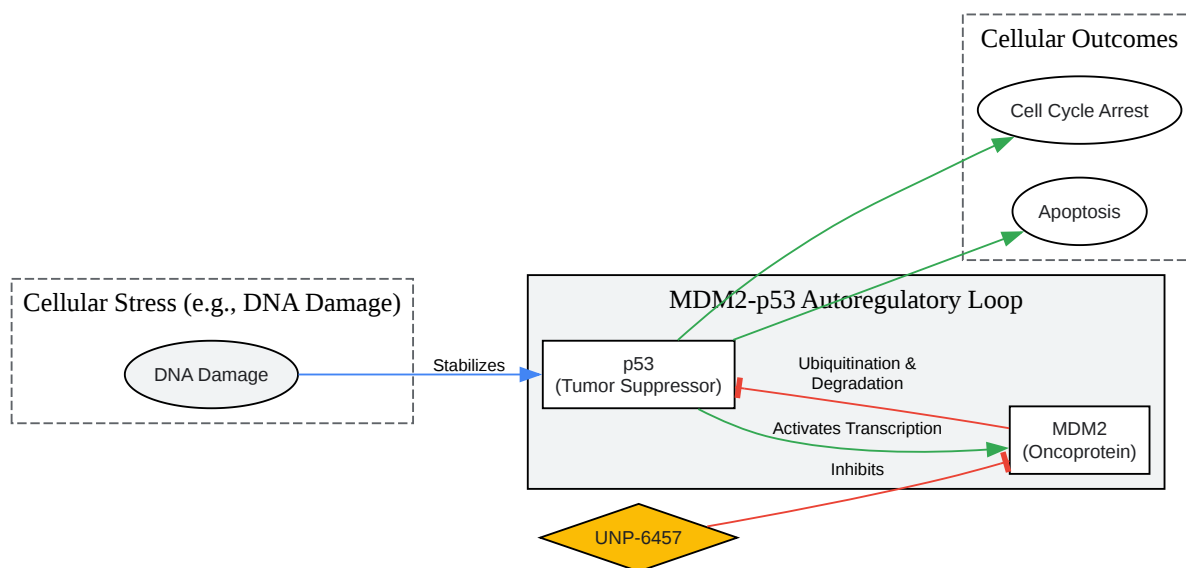 Cellular Outcomes
Cell Cycle Arrest
Apoptosis
Cellular Stress (e.g., DNA Damage)
DNA Damage
Stabilizes
MDM2-p53 Autoregulatory Loop
p53
(Tumor Suppressor)
Ubiquitination &
Degradation
Activates Transcription
MDM2
(Oncoprotein)
Inhibits
UNP-6457